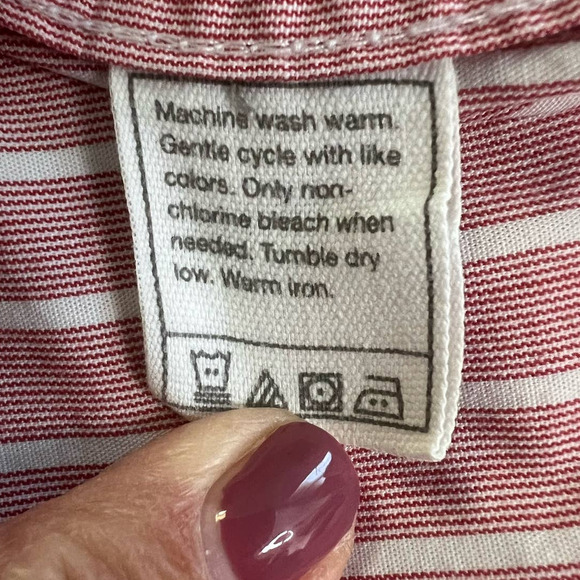 Machine wash warm.
Gentle cycle with like
colors. Only non-
chlorine bleach when
needed. Tumble dry
low. Warm iron.